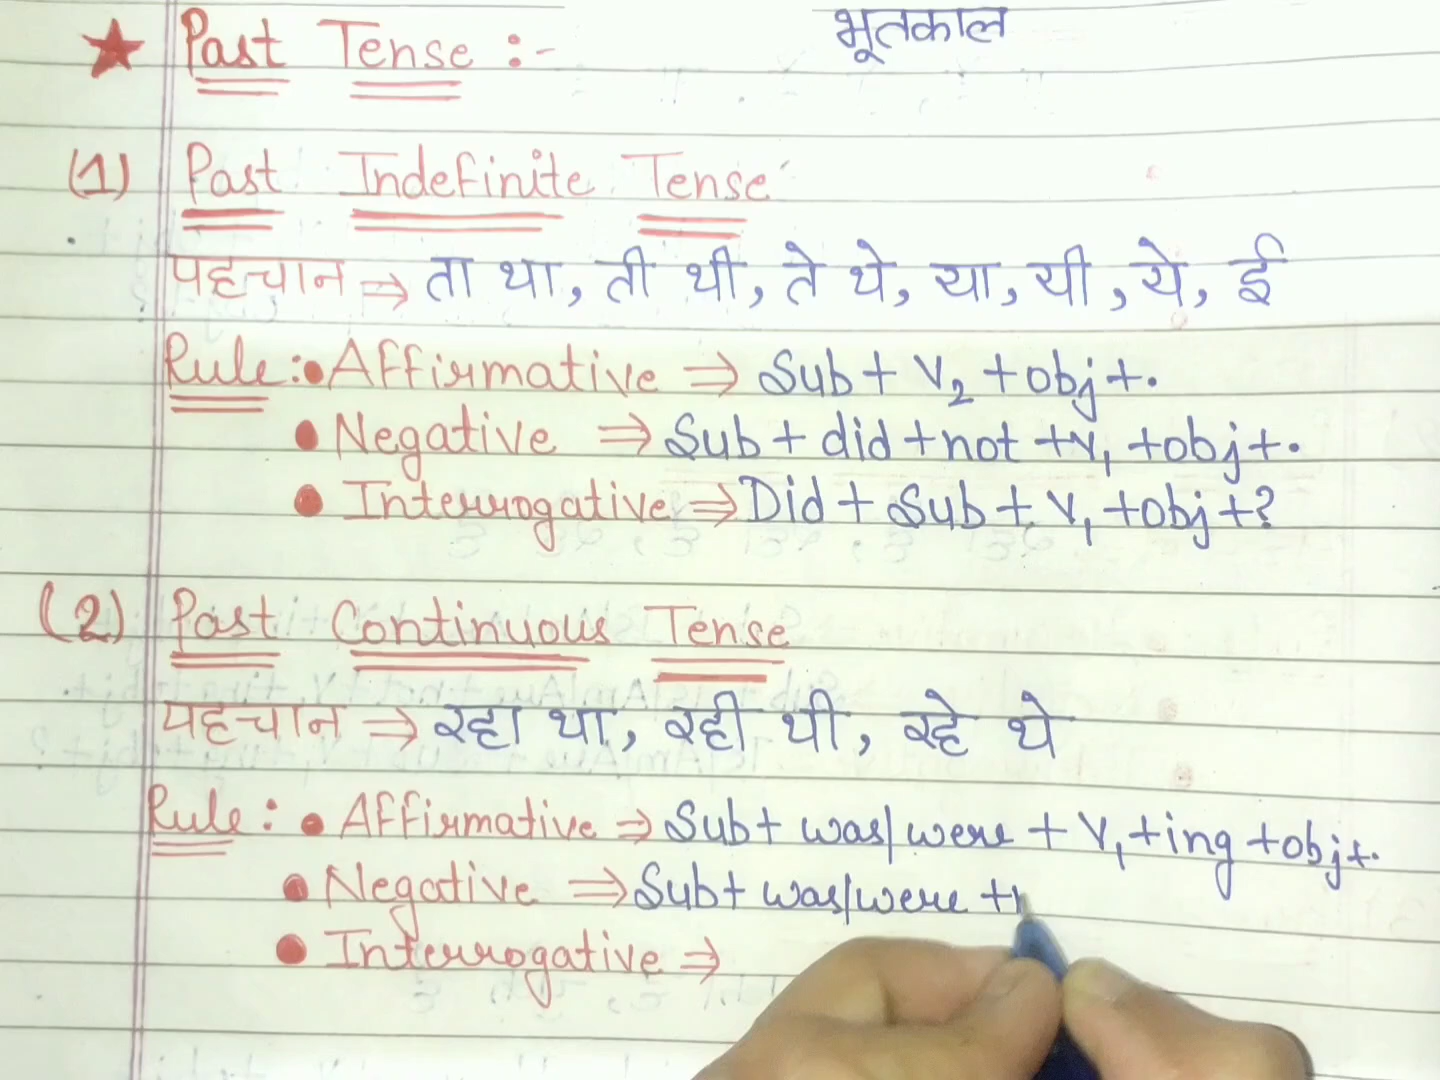 ★ Past Tense :- भूतकाल
(1) Past Indefinite Tense
पहचान ⇒ ता था, ती थी, ते थे, या, यी, ये, ई
Rule: • Affirmative ⇒ Sub + V₂ + obj + .
• Negative ⇒ Sub + did + not + V₁ + obj + .
• Interrogative ⇒ Did + Sub + V₁ + obj + ?
(2) Past Continuous Tense
पहचान ⇒ रहा था, रही थी, रहे थे
Rule : • Affirmative ⇒ Sub + was/were + V₁ + ing + obj + .
• Negative ⇒ Sub + was/were +
• Interrogative ⇒